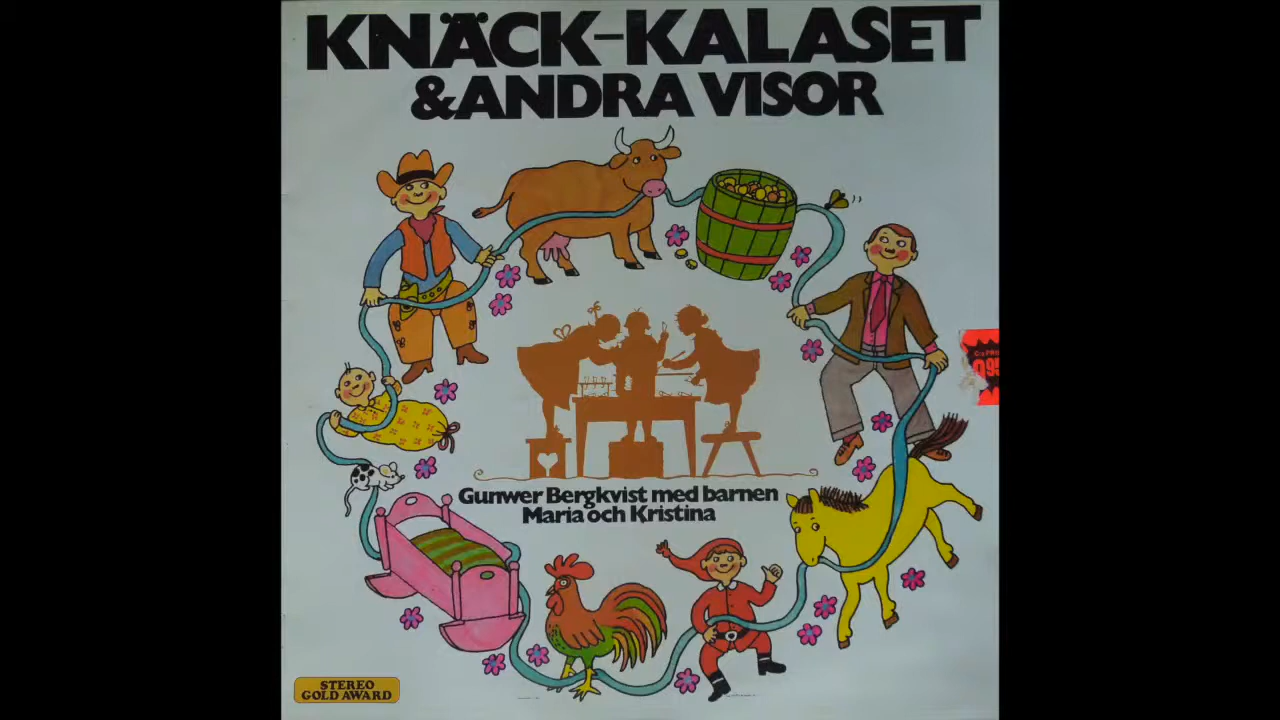 KNÄCK-KALASET
&ANDRA VISOR
Gunwer Bergkvist med barnen
Maria och Kristina
STEREO
GOLD AWARD